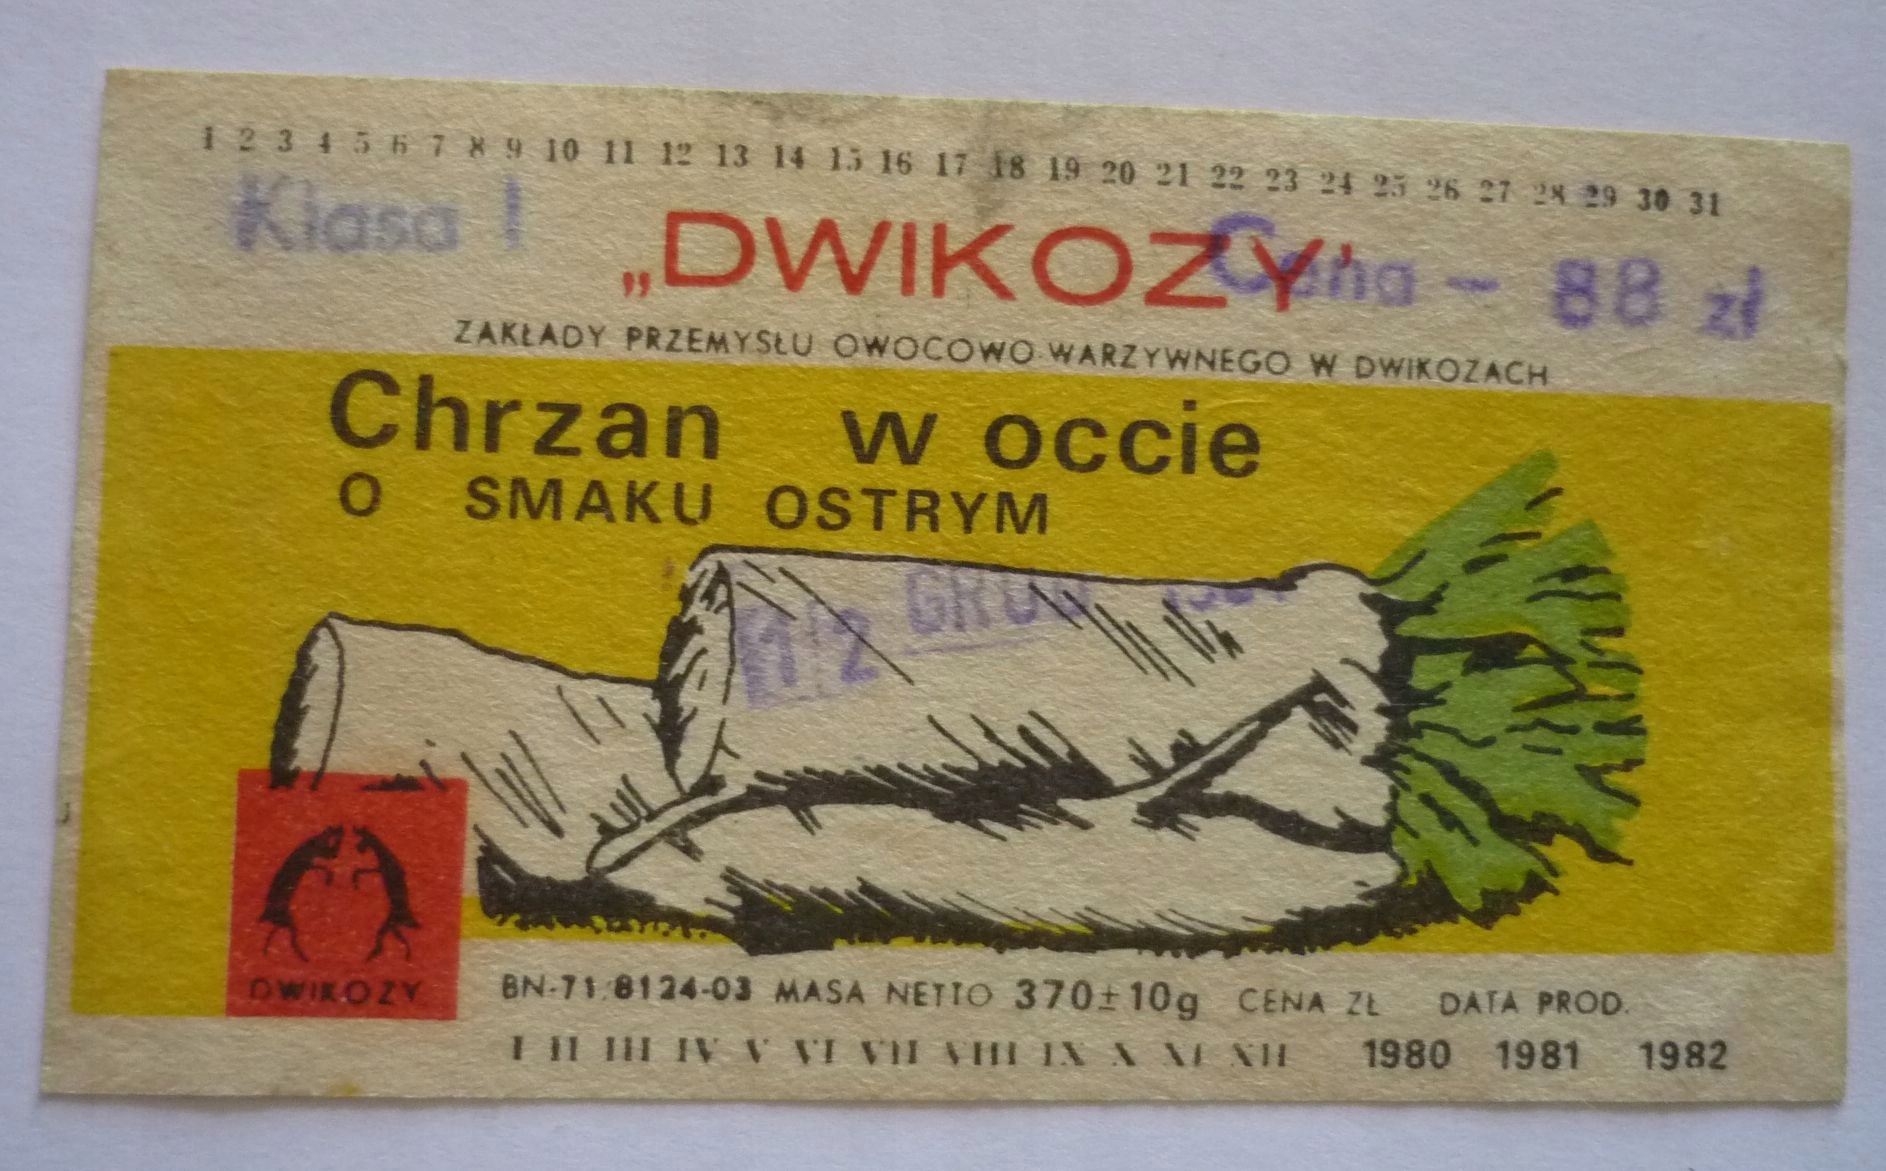 1 2 3 4 5 6 7 8 9 10 11 12 13 14 15 16 17 18 19 20 21 22 23 24 25 26 27 28 29 30 31
Klasa I
„DWIKOZY”
Cena - 88 zł
ZAKŁADY PRZEMYSŁU OWOCOWO-WARZYWNEGO W DWIKOZACH
Chrzan w occie
O SMAKU OSTRYM
12 GRUD
DWIKOZY
BN-71/8124-03 MASA NETTO 370±10g CENA ZŁ DATA PROD.
I II III IV V VI VII VIII IX X XI XII 1980 1981 1982